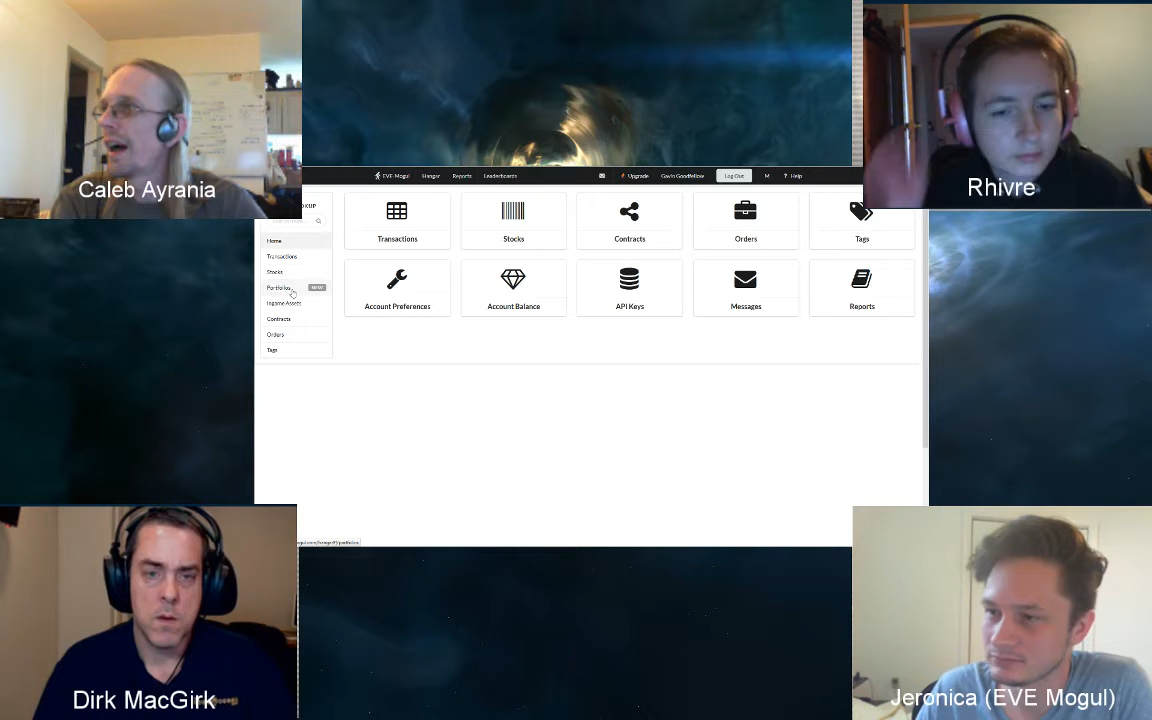 Caleb Ayrania
Rhivre
Dirk MacGirk
Jeronica (EVE Mogul)
EVE-Mogul
Hangar
Reports
Leaderboards
Upgrade
Gavin Goodfellow
Log Out
M
? Help
Home
Transactions
Stocks
Portfolios
NEW
Ingame Assets
Contracts
Orders
Tags
Transactions
Stocks
Contracts
Orders
Tags
Account Preferences
Account Balance
API Keys
Messages
Reports